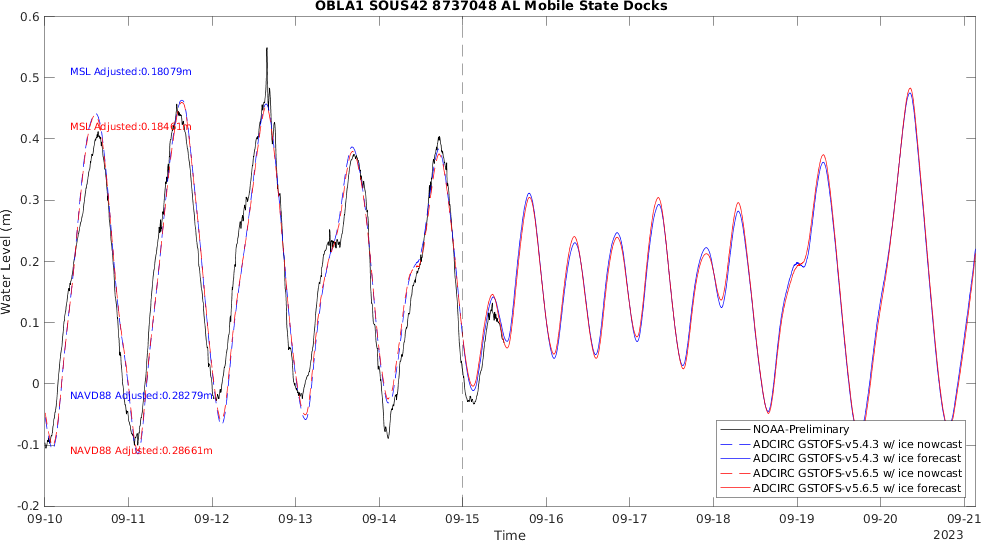 OBLA1 SOUS42 8737048 AL Mobile State Docks
Water Level (m)
0.6
0.5
0.4
0.3
0.2
0.1
0
-0.1
-0.2
MSL Adjusted:0.18079m
MSL Adjusted:0.18461m
NAVD88 Adjusted:0.28279m
NAVD88 Adjusted:0.28661m
NOAA-Preliminary
ADCIRC GSTOFS-v5.4.3 w/ ice nowcast
ADCIRC GSTOFS-v5.4.3 w/ ice forecast
ADCIRC GSTOFS-v5.6.5 w/ ice nowcast
ADCIRC GSTOFS-v5.6.5 w/ ice forecast
09-10 09-11 09-12 09-13 09-14 09-15 09-16 09-17 09-18 09-19 09-20 09-21
Time
2023